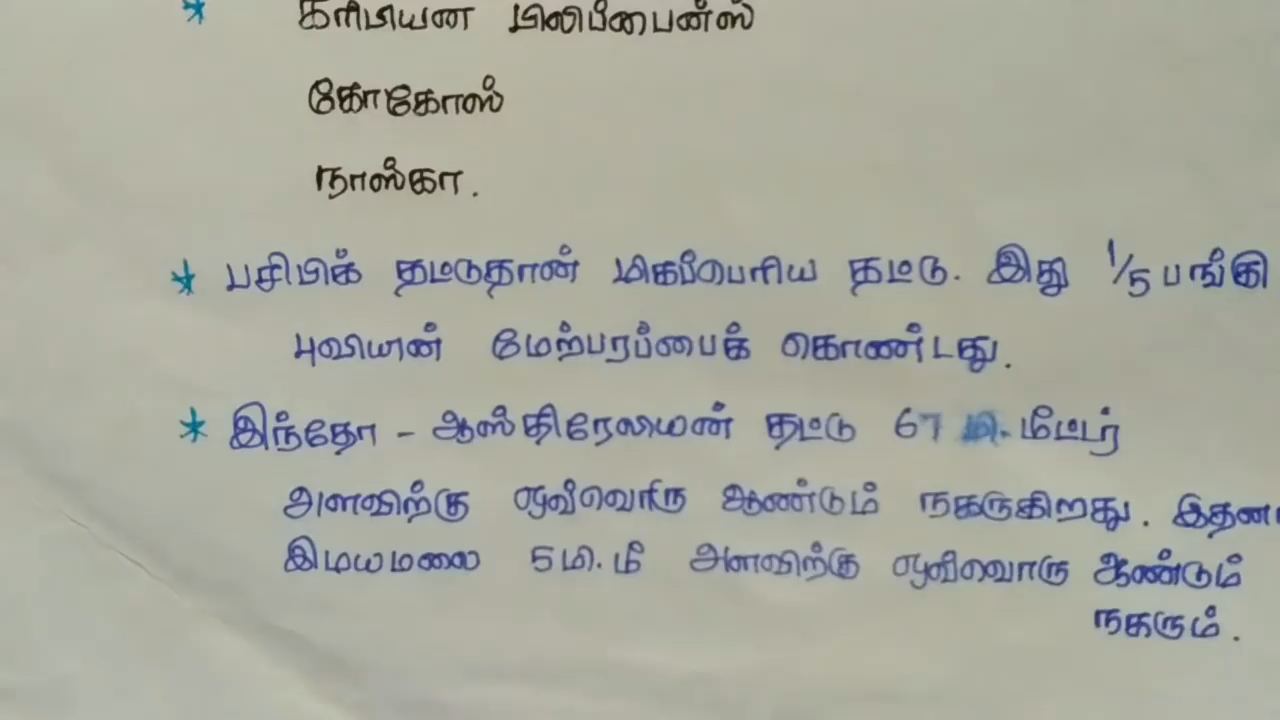 * கரிபியன பிலிப்பைன்ஸ்
கோகோஸ்
நாஸ்கா.
* பசிபிக் தட்டுதான் மிகப்பெரிய தட்டு. இது 1/5 பங்கி
புவியின் மேற்பரப்பைக் கொண்டது.
* இந்தோ - ஆஸ்திரேலியன் தட்டு 67 மி. மீட்டர்
அளவிற்கு ஒவ்வொரு ஆண்டும் நகருகிறது. இதனா
இமயமலை 5 மி. மீ அளவிற்கு ஒவ்வொரு ஆண்டும்
நகரும்.